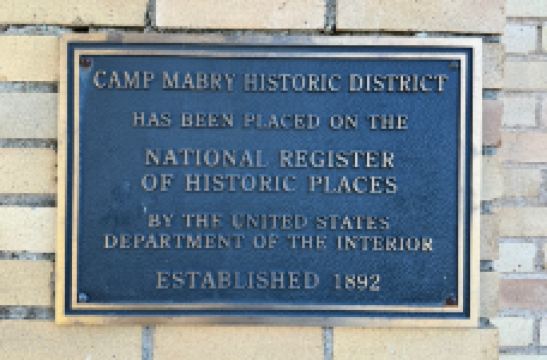 CAMP MABRY HISTORIC DISTRICT
HAS BEEN PLACED ON THE
NATIONAL REGISTER
OF HISTORIC PLACES
BY THE UNITED STATES
DEPARTMENT OF THE INTERIOR
ESTABLISHED 1892